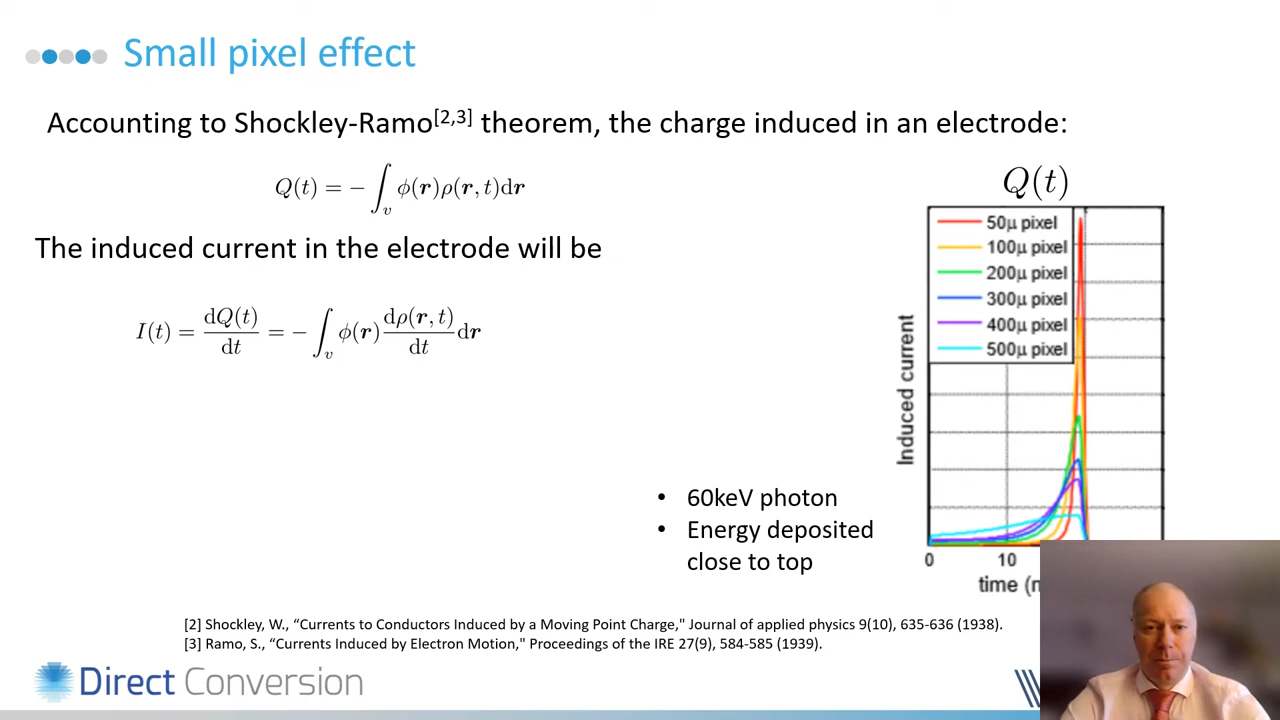 Small pixel effect
Accounting to Shockley-Ramo[2,3] theorem, the charge induced in an electrode:
Q(t) = − ∫v ϕ(r)ρ(r, t)dr
The induced current in the electrode will be
I(t) = dQ(t)/dt = − ∫v ϕ(r) dρ(r, t)/dt dr
Q(t)
50µ pixel
100µ pixel
200µ pixel
300µ pixel
400µ pixel
500µ pixel
Induced current
0 10
time (n
• 60keV photon
• Energy deposited
close to top
[2] Shockley, W., “Currents to Conductors Induced by a Moving Point Charge," Journal of applied physics 9(10), 635-636 (1938).
[3] Ramo, S., “Currents Induced by Electron Motion," Proceedings of the IRE 27(9), 584-585 (1939).
Direct Conversion